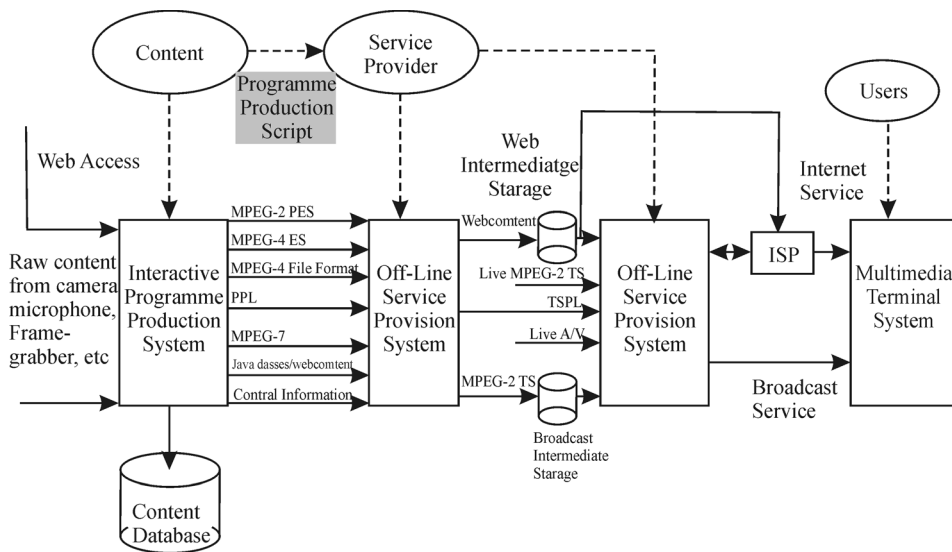 Content
Service
Provider
Programme
Production
Script
Users
Web Access
Web
Intermediatge
Starage
Internet
Service
MPEG-2 PES
MPEG-4 ES
MPEG-4 File Format
PPL
MPEG-7
Java dasses/webcomtent
Contral Information
Raw content
from camera
microphone,
Frame-
grabber, etc
Interactive
Programme
Production
System
Off-Line
Service
Provision
System
Webcomtent
Live MPEG-2 TS
TSPL
Live A/V
MPEG-2 TS
Broadcast
Intermediate
Starage
Off-Line
Service
Provision
System
ISP
Multimedia
Terminal
System
Broadcast
Service
Content
Database